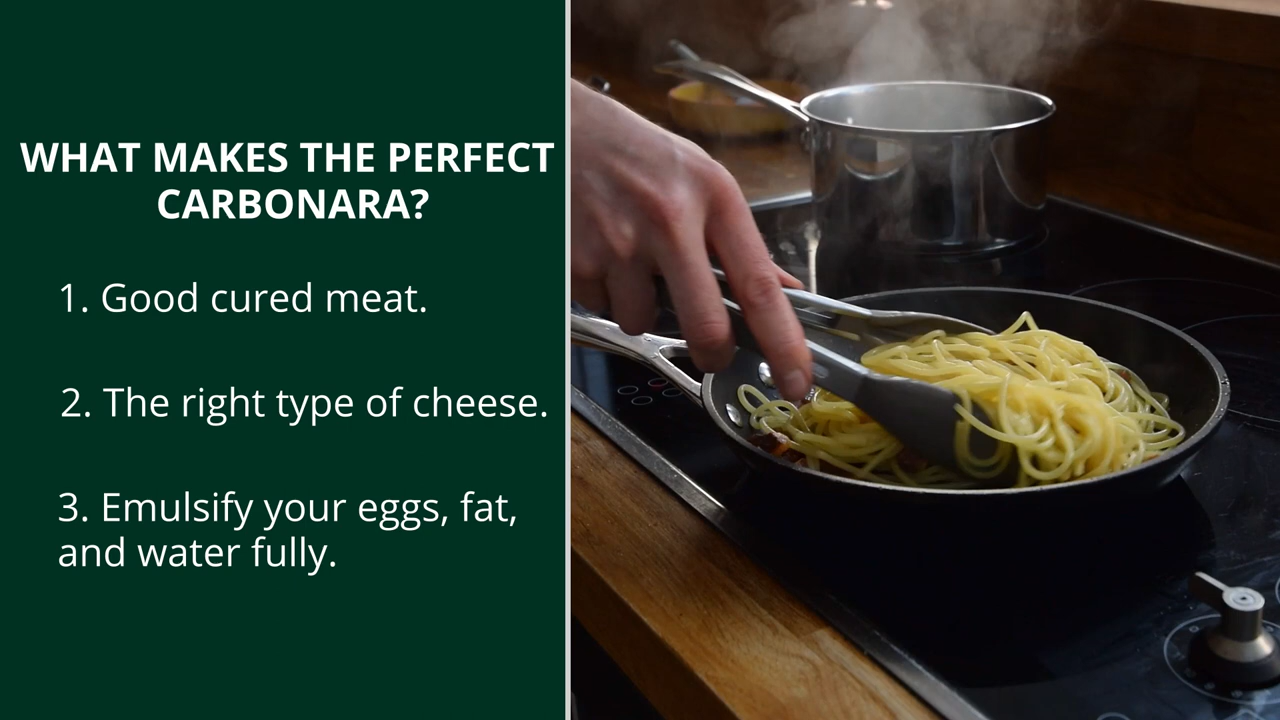 WHAT MAKES THE PERFECT
CARBONARA?
1. Good cured meat.
2. The right type of cheese.
3. Emulsify your eggs, fat,
and water fully.